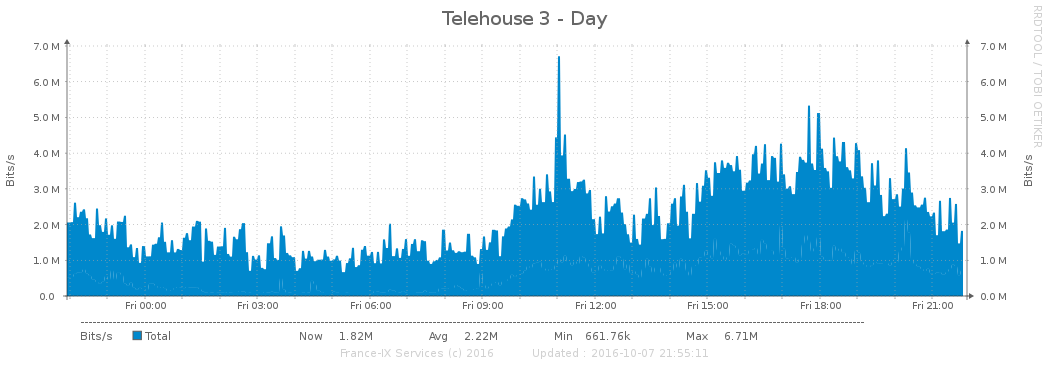 Telehouse 3 - Day
RRDTOOL / TOBI OETIKER
7.0 M 7.0 M
6.0 M 6.0 M
5.0 M 5.0 M
4.0 M 4.0 M
3.0 M 3.0 M
2.0 M 2.0 M
1.0 M 1.0 M
0.0 0.0 M
Bits/s Bits/s
Fri 00:00 Fri 03:00 Fri 06:00 Fri 09:00 Fri 12:00 Fri 15:00 Fri 18:00 Fri 21:00
Bits/s Total Now 1.82M Avg 2.22M Min 661.76k Max 6.71M
France-IX Services (c) 2016 Updated : 2016-10-07 21:55:11